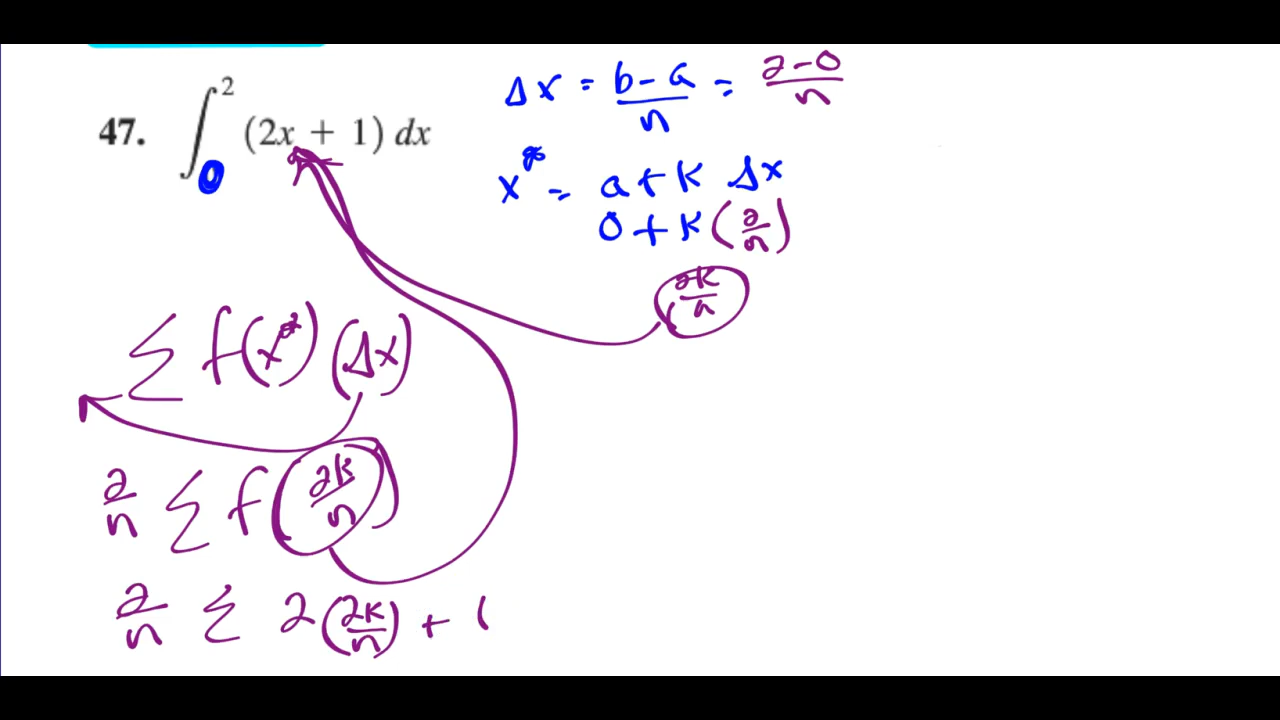 47. ∫₀² (2x + 1) dx
Δx = (b - a)/n = (2 - 0)/n
x* = a + K Δx
0 + K (2/n)
2K/n
Σ f(x*) (Δx)
2/n Σ f(2K/n)
2/n Σ 2(2K/n) + 1